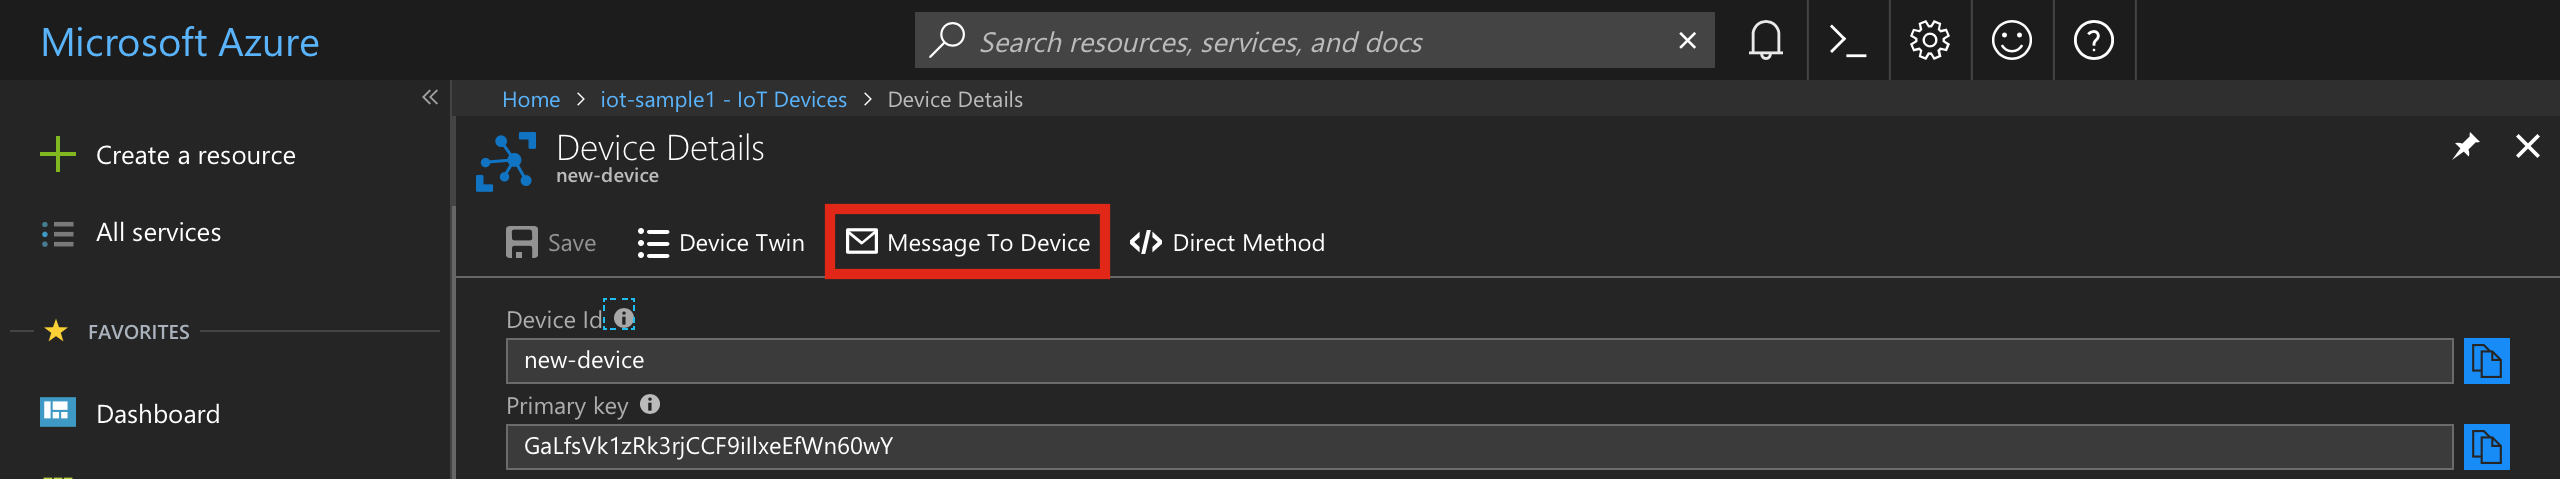 Microsoft Azure
Search resources, services, and docs
Home > iot-sample1 - IoT Devices > Device Details
Create a resource
All services
FAVORITES
Dashboard
Device Details
new-device
Save
Device Twin
Message To Device
Direct Method
Device Id
new-device
Primary key
GaLfsVk1zRk3rjCCF9iIlxeEfWn60wY